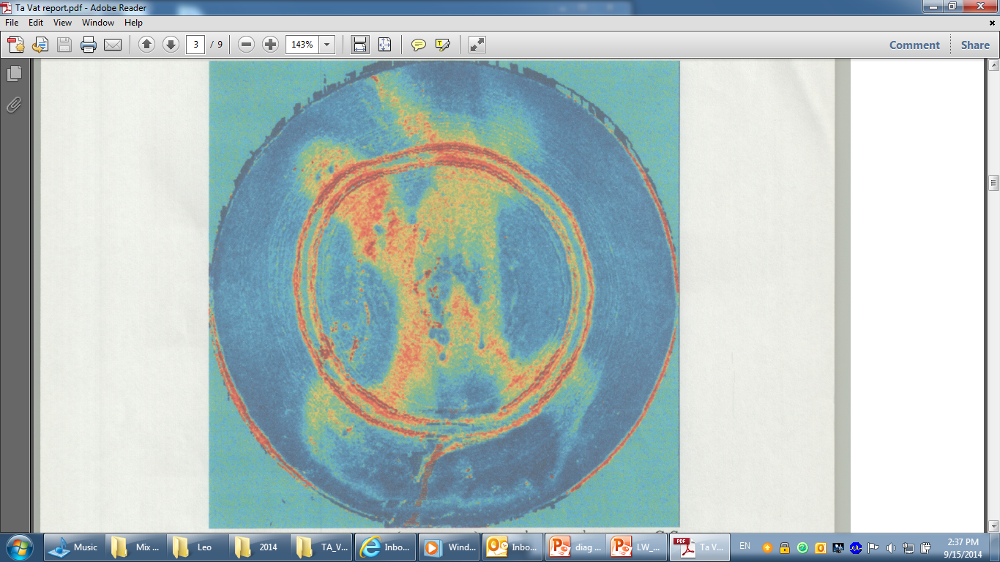 Ta Vat report.pdf - Adobe Reader
File Edit View Window Help
3 / 9 143% Comment Share
Music Mix ... Leo 2014 TA_V... Inbo... Wind... Inbo... diag ... LW_... Ta V... EN 2:37 PM
9/15/2014